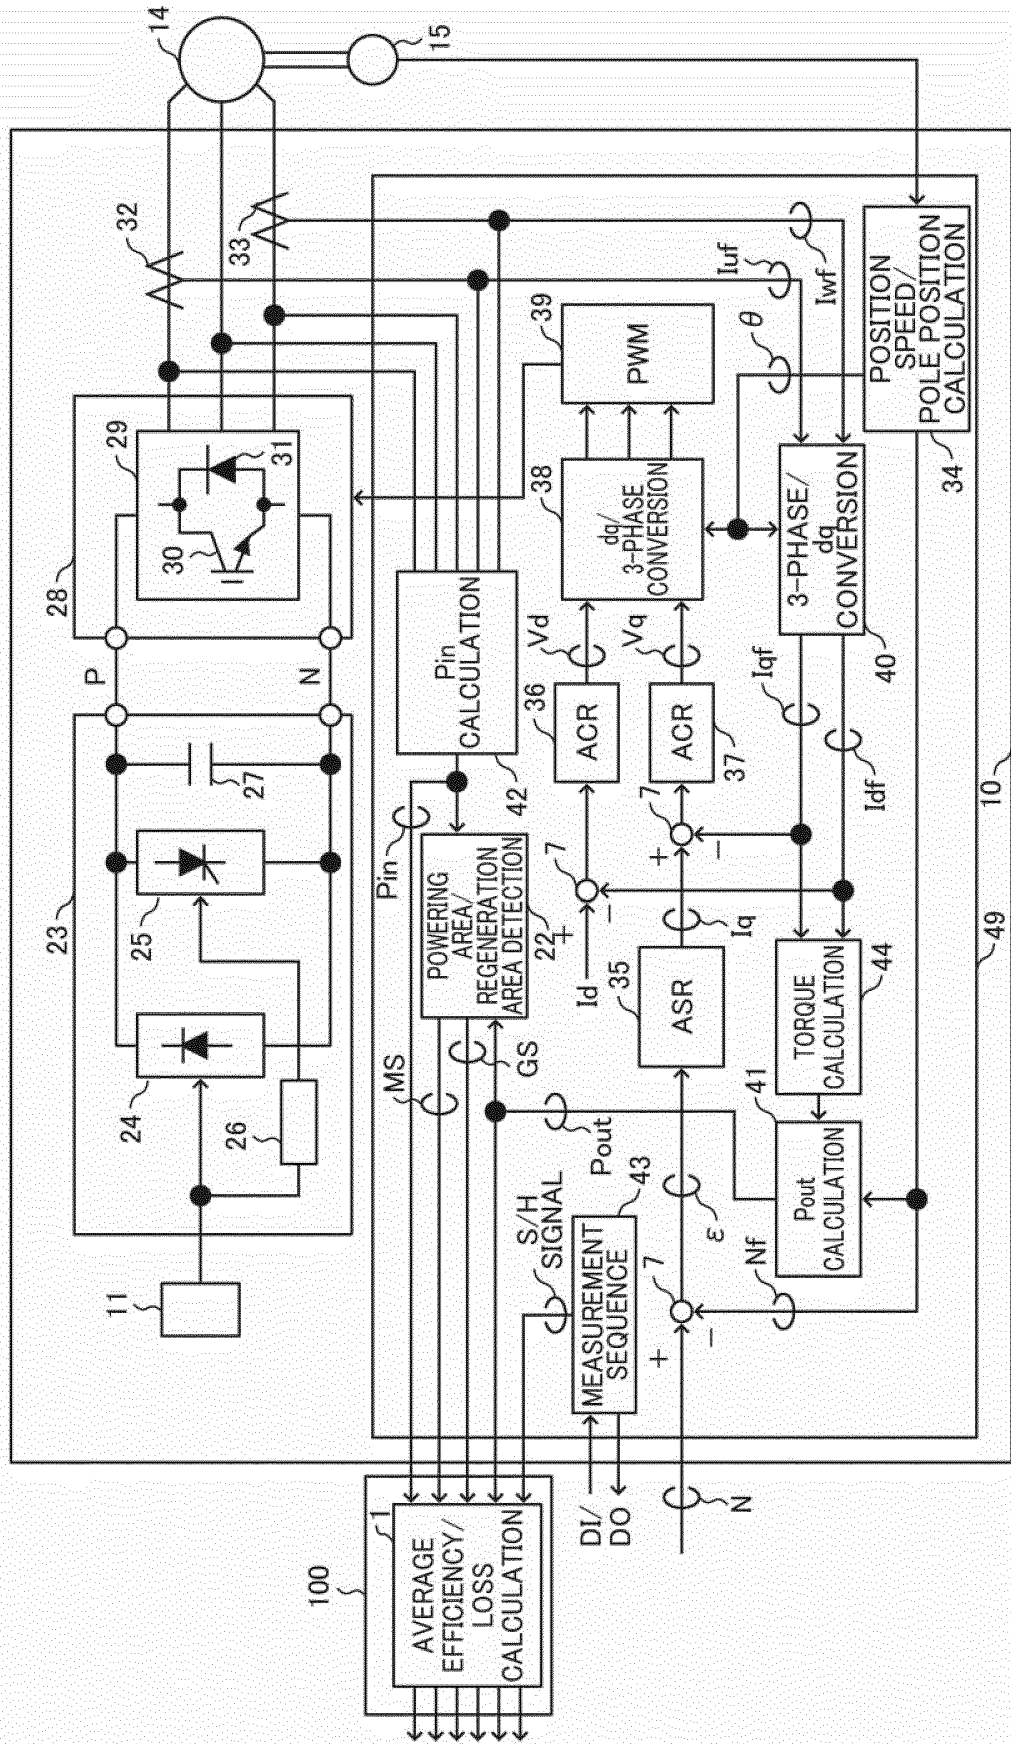 14
15
32
33
10
49
23
28
P
N
11
24
25
26
27
29
30
31
Pin
CALCULATION
42
Pin
POWERING
AREA/
REGENERATION
AREA DETECTION
22
MS
GS
Pout
S/H
SIGNAL
MEASUREMENT
SEQUENCE
43
DI/
DO
100
1
AVERAGE
EFFICIENCY/
LOSS
CALCULATION
N
+
−
7
ε
Nf
ASR
35
Iq
Id
+
−
7
+
−
7
ACR
36
ACR
37
Vd
Vq
dq/
3-PHASE
CONVERSION
38
PWM
39
θ
Iuf
Iwf
POSITION
SPEED/
POLE POSITION
CALCULATION
34
3-PHASE/
dq
CONVERSION
40
Iqf
Idf
TORQUE
CALCULATION
44
Pout
CALCULATION
41